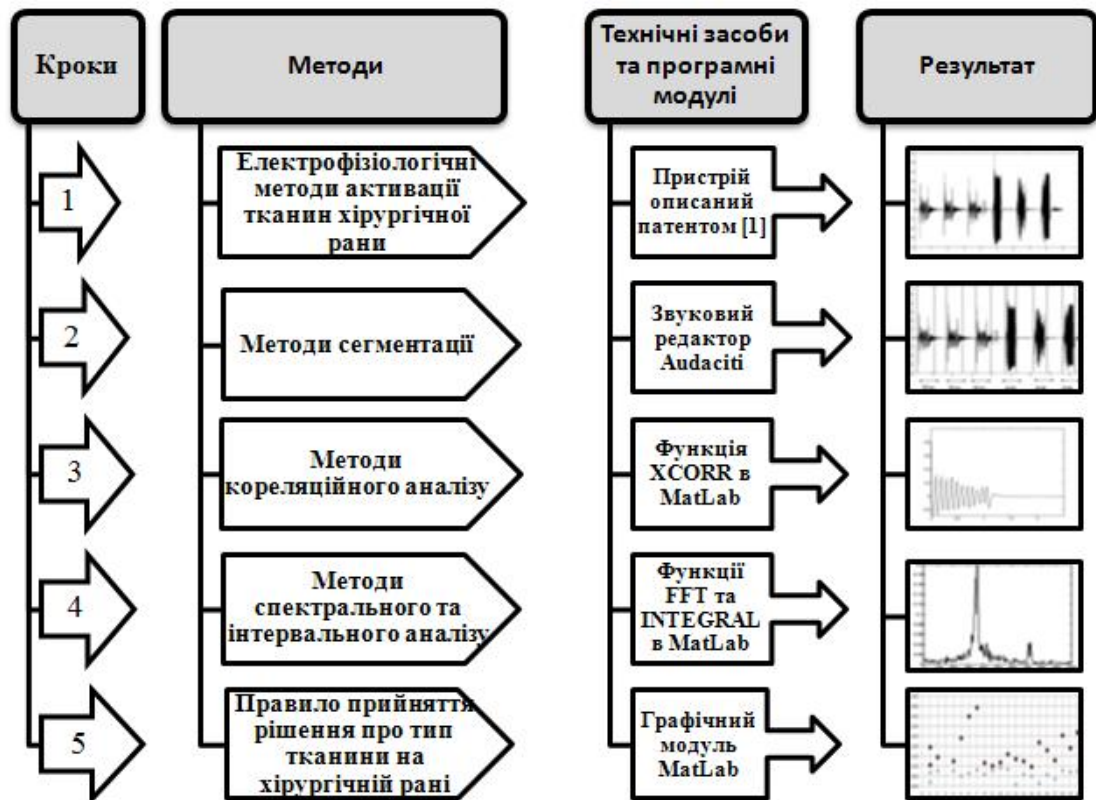 Кроки
Методи
Технічні засоби
та програмні
модулі
Результат
1
Електрофізіологічні
методи активації
тканин хірургічної
рани
Пристрій
описаний
патентом [1]
2
Методи сегментації
Звуковий
редактор
Audaciti
3
Методи
кореляційного аналізу
Функція
XCORR в
MatLab
4
Методи
спектрального та
інтервального аналізу
Функції
FFT та
INTEGRAL
в MatLab
5
Правило прийняття
рішення про тип
тканини на
хірургічній рані
Графічний
модуль
MatLab